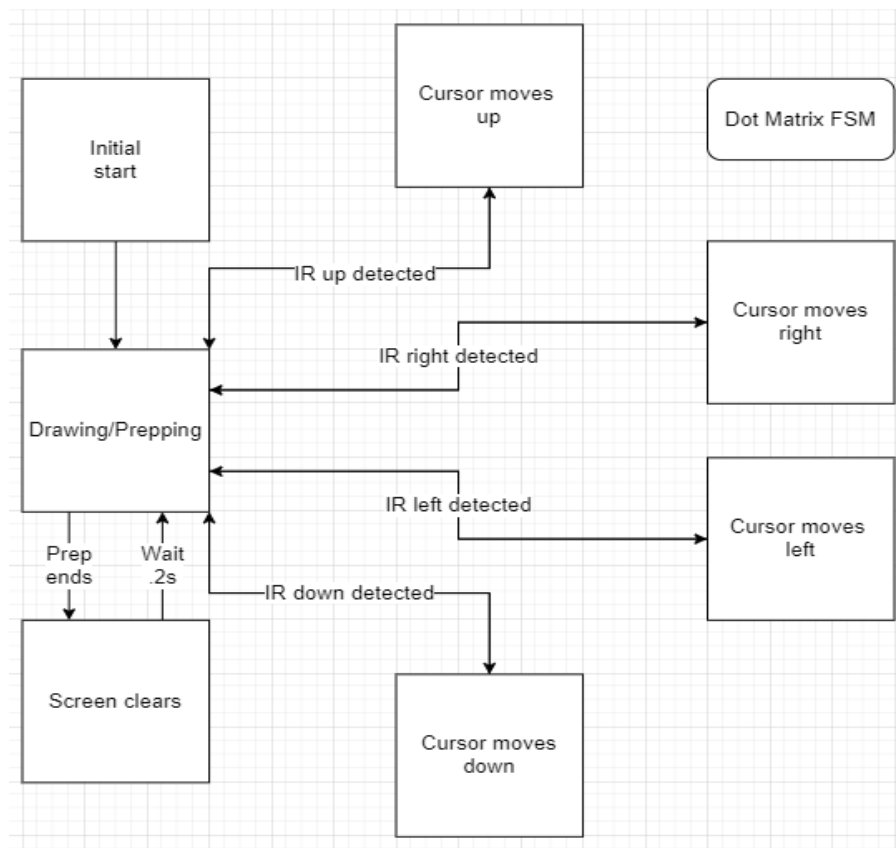 Cursor moves
up
Dot Matrix FSM
Initial
start
IR up detected
Cursor moves
right
IR right detected
Drawing/Prepping
IR left detected
Cursor moves
left
Prep
ends
Wait
.2s
IR down detected
Screen clears
Cursor moves
down